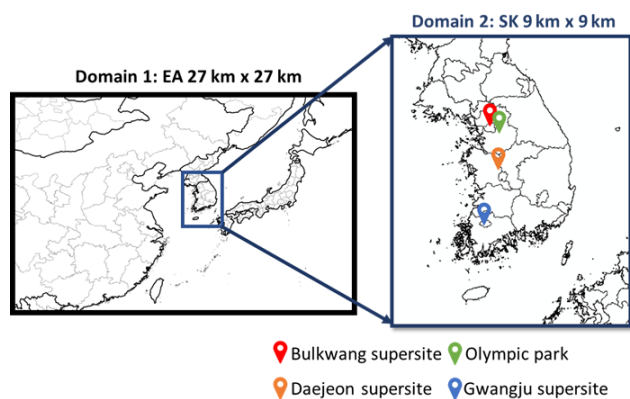 Domain 2: SK 9 km x 9 km
Domain 1: EA 27 km x 27 km
Bulkwang supersite
Olympic park
Daejeon supersite
Gwangju supersite